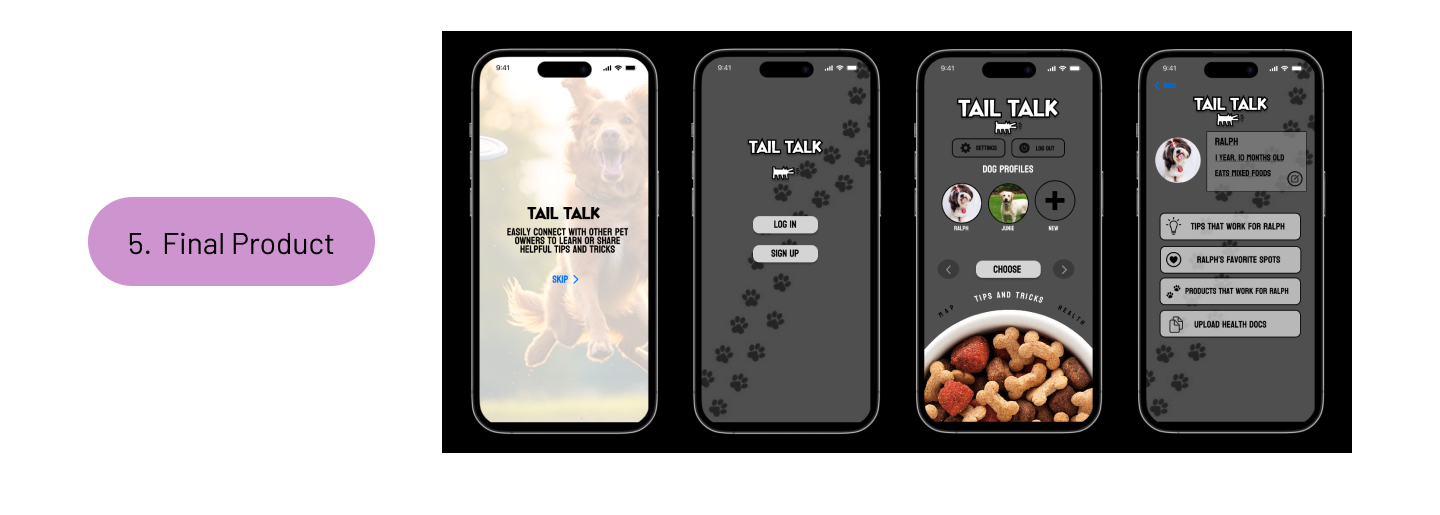 5. Final Product
9:41
TAIL TALK
EASILY CONNECT WITH OTHER PET
OWNERS TO LEARN OR SHARE
HELPFUL TIPS AND TRICKS
SKIP
9:41
TAIL TALK
LOG IN
SIGN UP
9:41
TAIL TALK
SETTINGS
LOG OUT
DOG PROFILES
RALPH
JUNIE
NEW
CHOOSE
MAP
TIPS AND TRICKS
HEALTH
9:41
TAIL TALK
RALPH
1 YEAR, 10 MONTHS OLD
EATS MIXED FOODS
TIPS THAT WORK FOR RALPH
RALPH'S FAVORITE SPOTS
PRODUCTS THAT WORK FOR RALPH
UPLOAD HEALTH DOCS